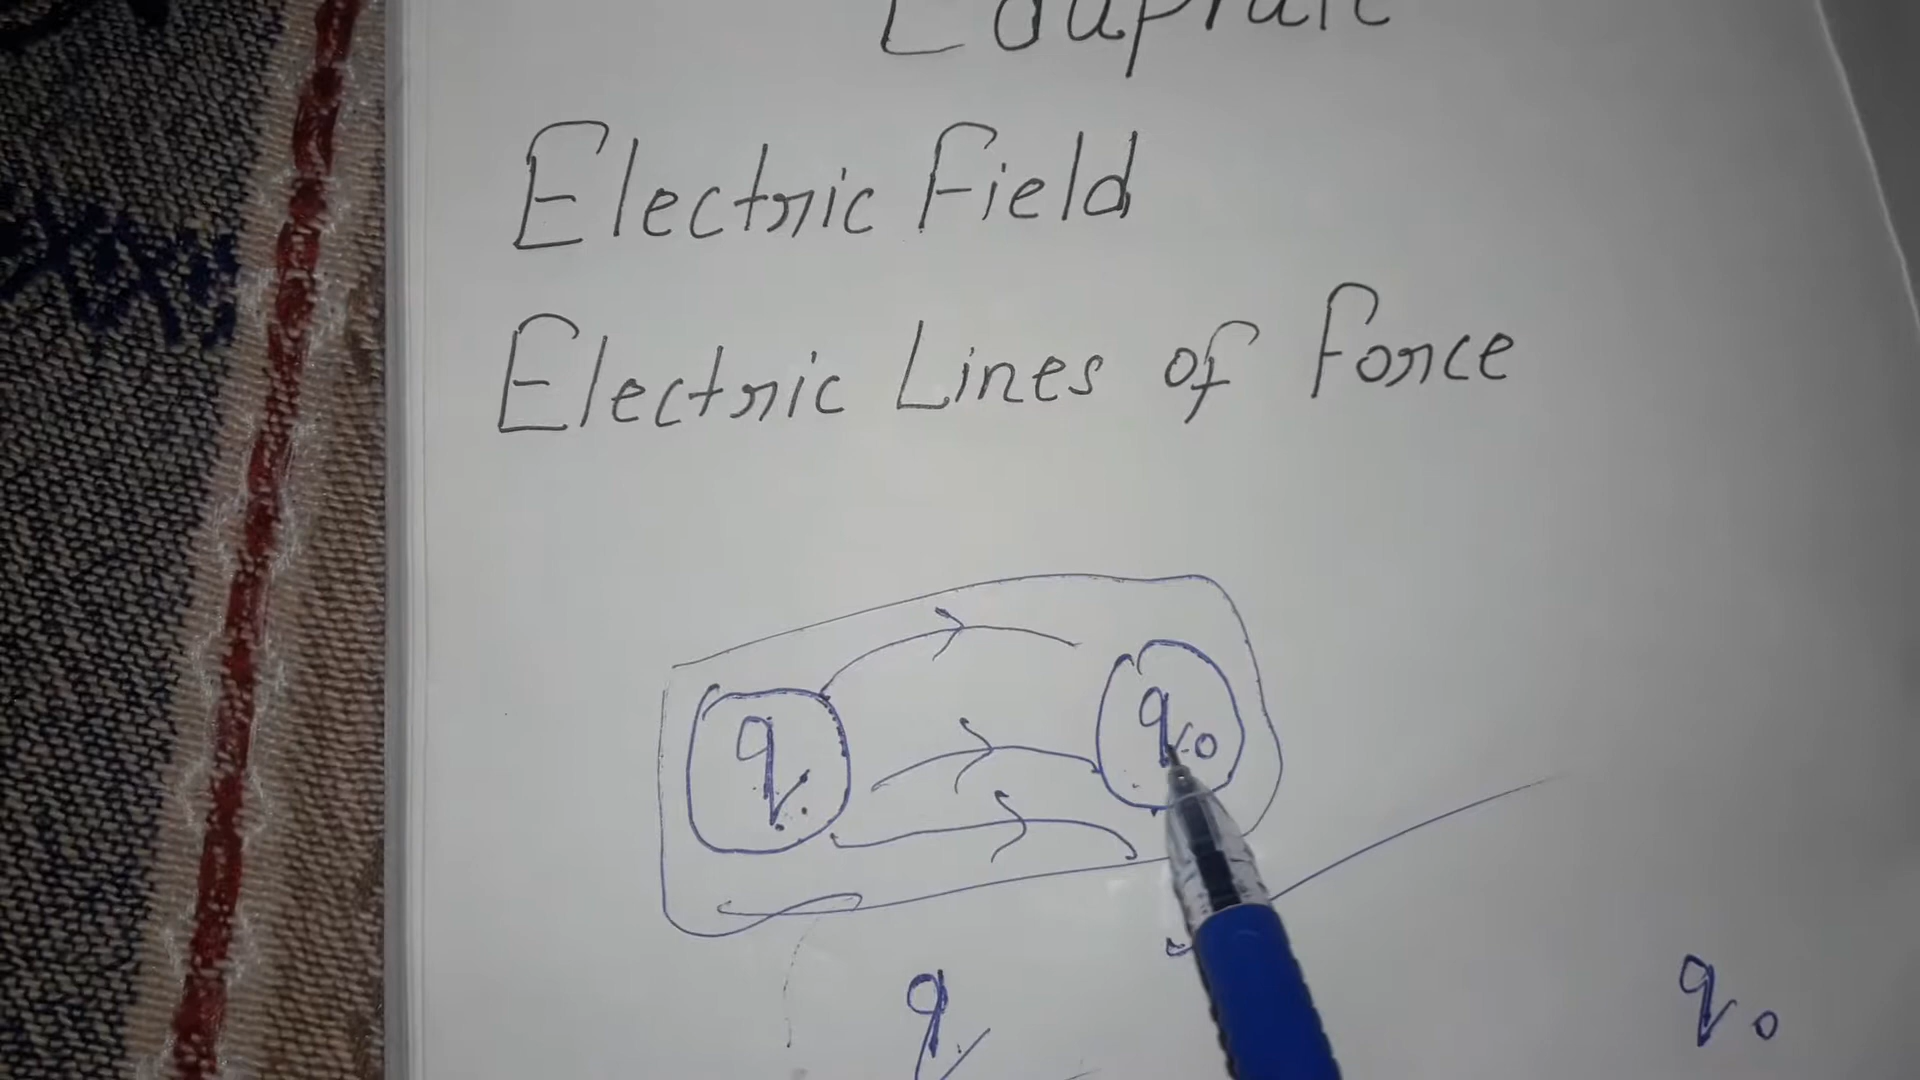 Electric Field
Electric Lines of Force
q q₀
q q₀